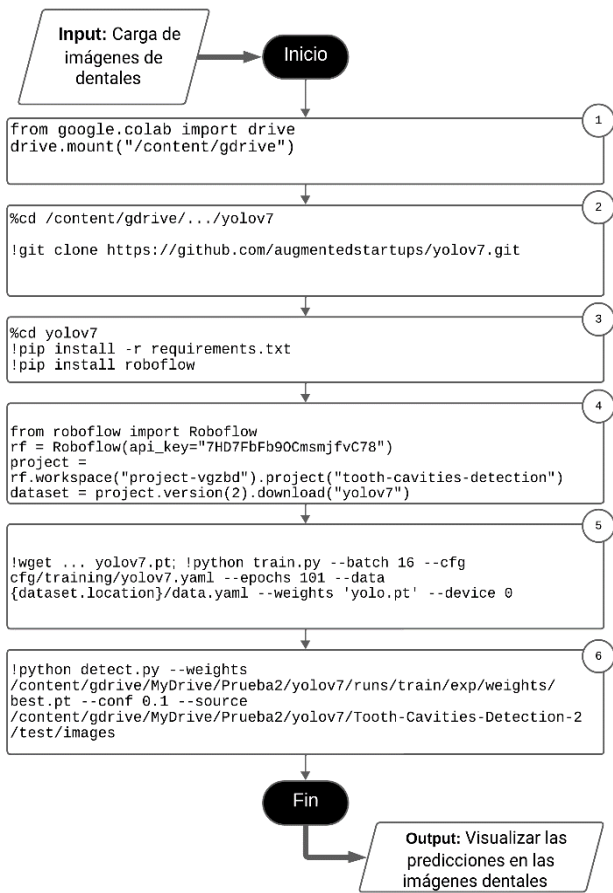 Input: Carga de
imágenes de
dentales
Inicio
1
from google.colab import drive
drive.mount("/content/gdrive")
2
%cd /content/gdrive/.../yolov7
!git clone https://github.com/augmentedstartups/yolov7.git
3
%cd yolov7
!pip install -r requirements.txt
!pip install roboflow
4
from roboflow import Roboflow
rf = Roboflow(api_key="7HD7FbFb9OCmsmjfvC78")
project =
rf.workspace("project-vgzbd").project("tooth-cavities-detection")
dataset = project.version(2).download("yolov7")
5
!wget ... yolov7.pt; !python train.py --batch 16 --cfg
cfg/training/yolov7.yaml --epochs 101 --data
{dataset.location}/data.yaml --weights 'yolo.pt' --device 0
6
!python detect.py --weights
/content/gdrive/MyDrive/Prueba2/yolov7/runs/train/exp/weights/
best.pt --conf 0.1 --source
/content/gdrive/MyDrive/Prueba2/yolov7/Tooth-Cavities-Detection-2
/test/images
Fin
Output: Visualizar las
predicciones en las
imágenes dentales